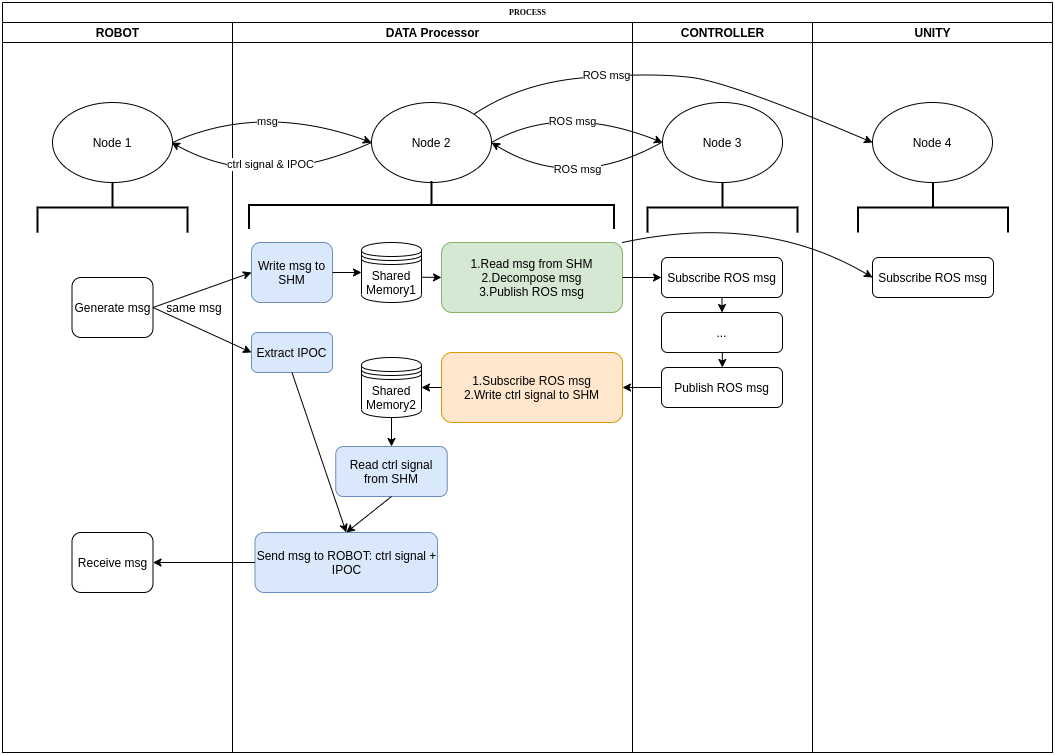 PROCESS
ROBOT
DATA Processor
CONTROLLER
UNITY
ROS msg
msg
ROS msg
Node 1
Node 2
Node 3
Node 4
ctrl signal & IPOC
ROS msg
Write msg to
SHM
Shared
Memory1
1.Read msg from SHM
2.Decompose msg
3.Publish ROS msg
Subscribe ROS msg
Subscribe ROS msg
Generate msg
same msg
...
Extract IPOC
Shared
Memory2
1.Subscribe ROS msg
2.Write ctrl signal to SHM
Publish ROS msg
Read ctrl signal
from SHM
Receive msg
Send msg to ROBOT: ctrl signal +
IPOC